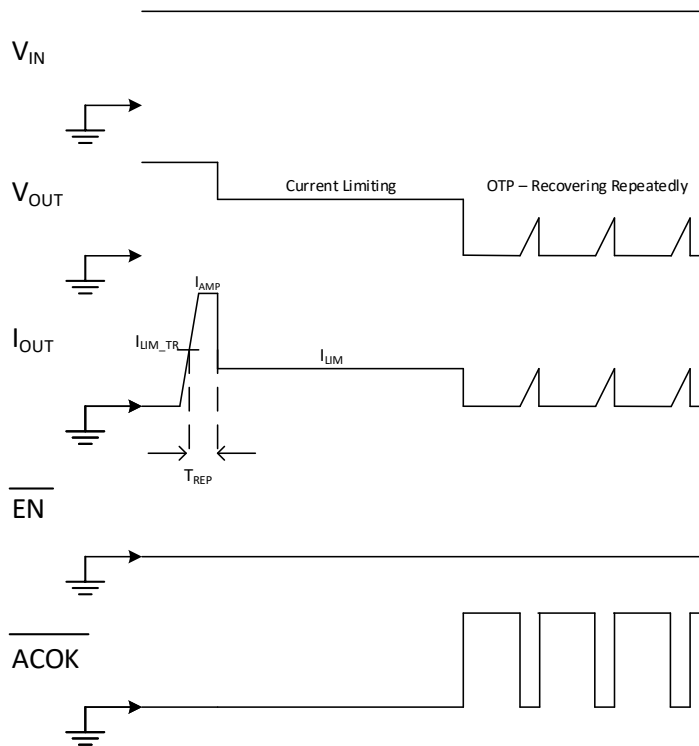 V_IN
V_OUT
Current Limiting
OTP – Recovering Repeatedly
I_AMP
I_OUT
I_LIM_TR
I_LIM
T_REP
EN
ACOK